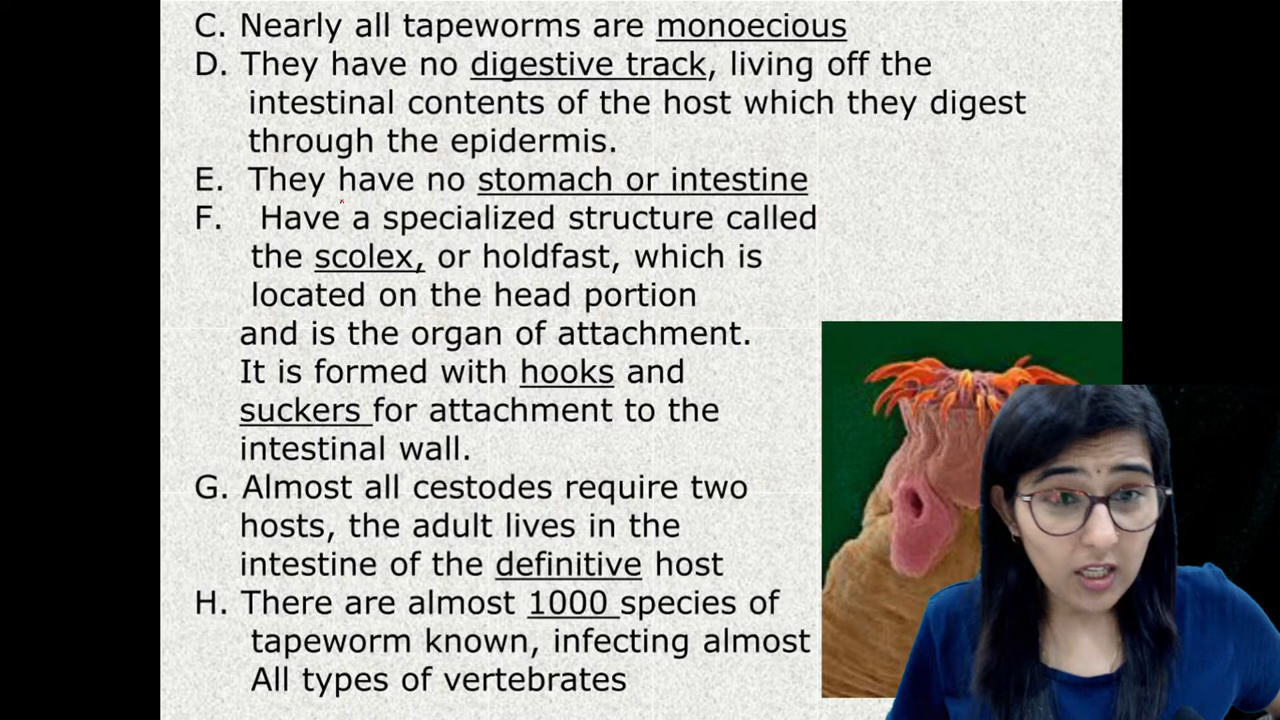 C. Nearly all tapeworms are monoecious
D. They have no digestive track, living off the
intestinal contents of the host which they digest
through the epidermis.
E. They have no stomach or intestine
F. Have a specialized structure called
the scolex, or holdfast, which is
located on the head portion
and is the organ of attachment.
It is formed with hooks and
suckers for attachment to the
intestinal wall.
G. Almost all cestodes require two
hosts, the adult lives in the
intestine of the definitive host
H. There are almost 1000 species of
tapeworm known, infecting almost
All types of vertebrates